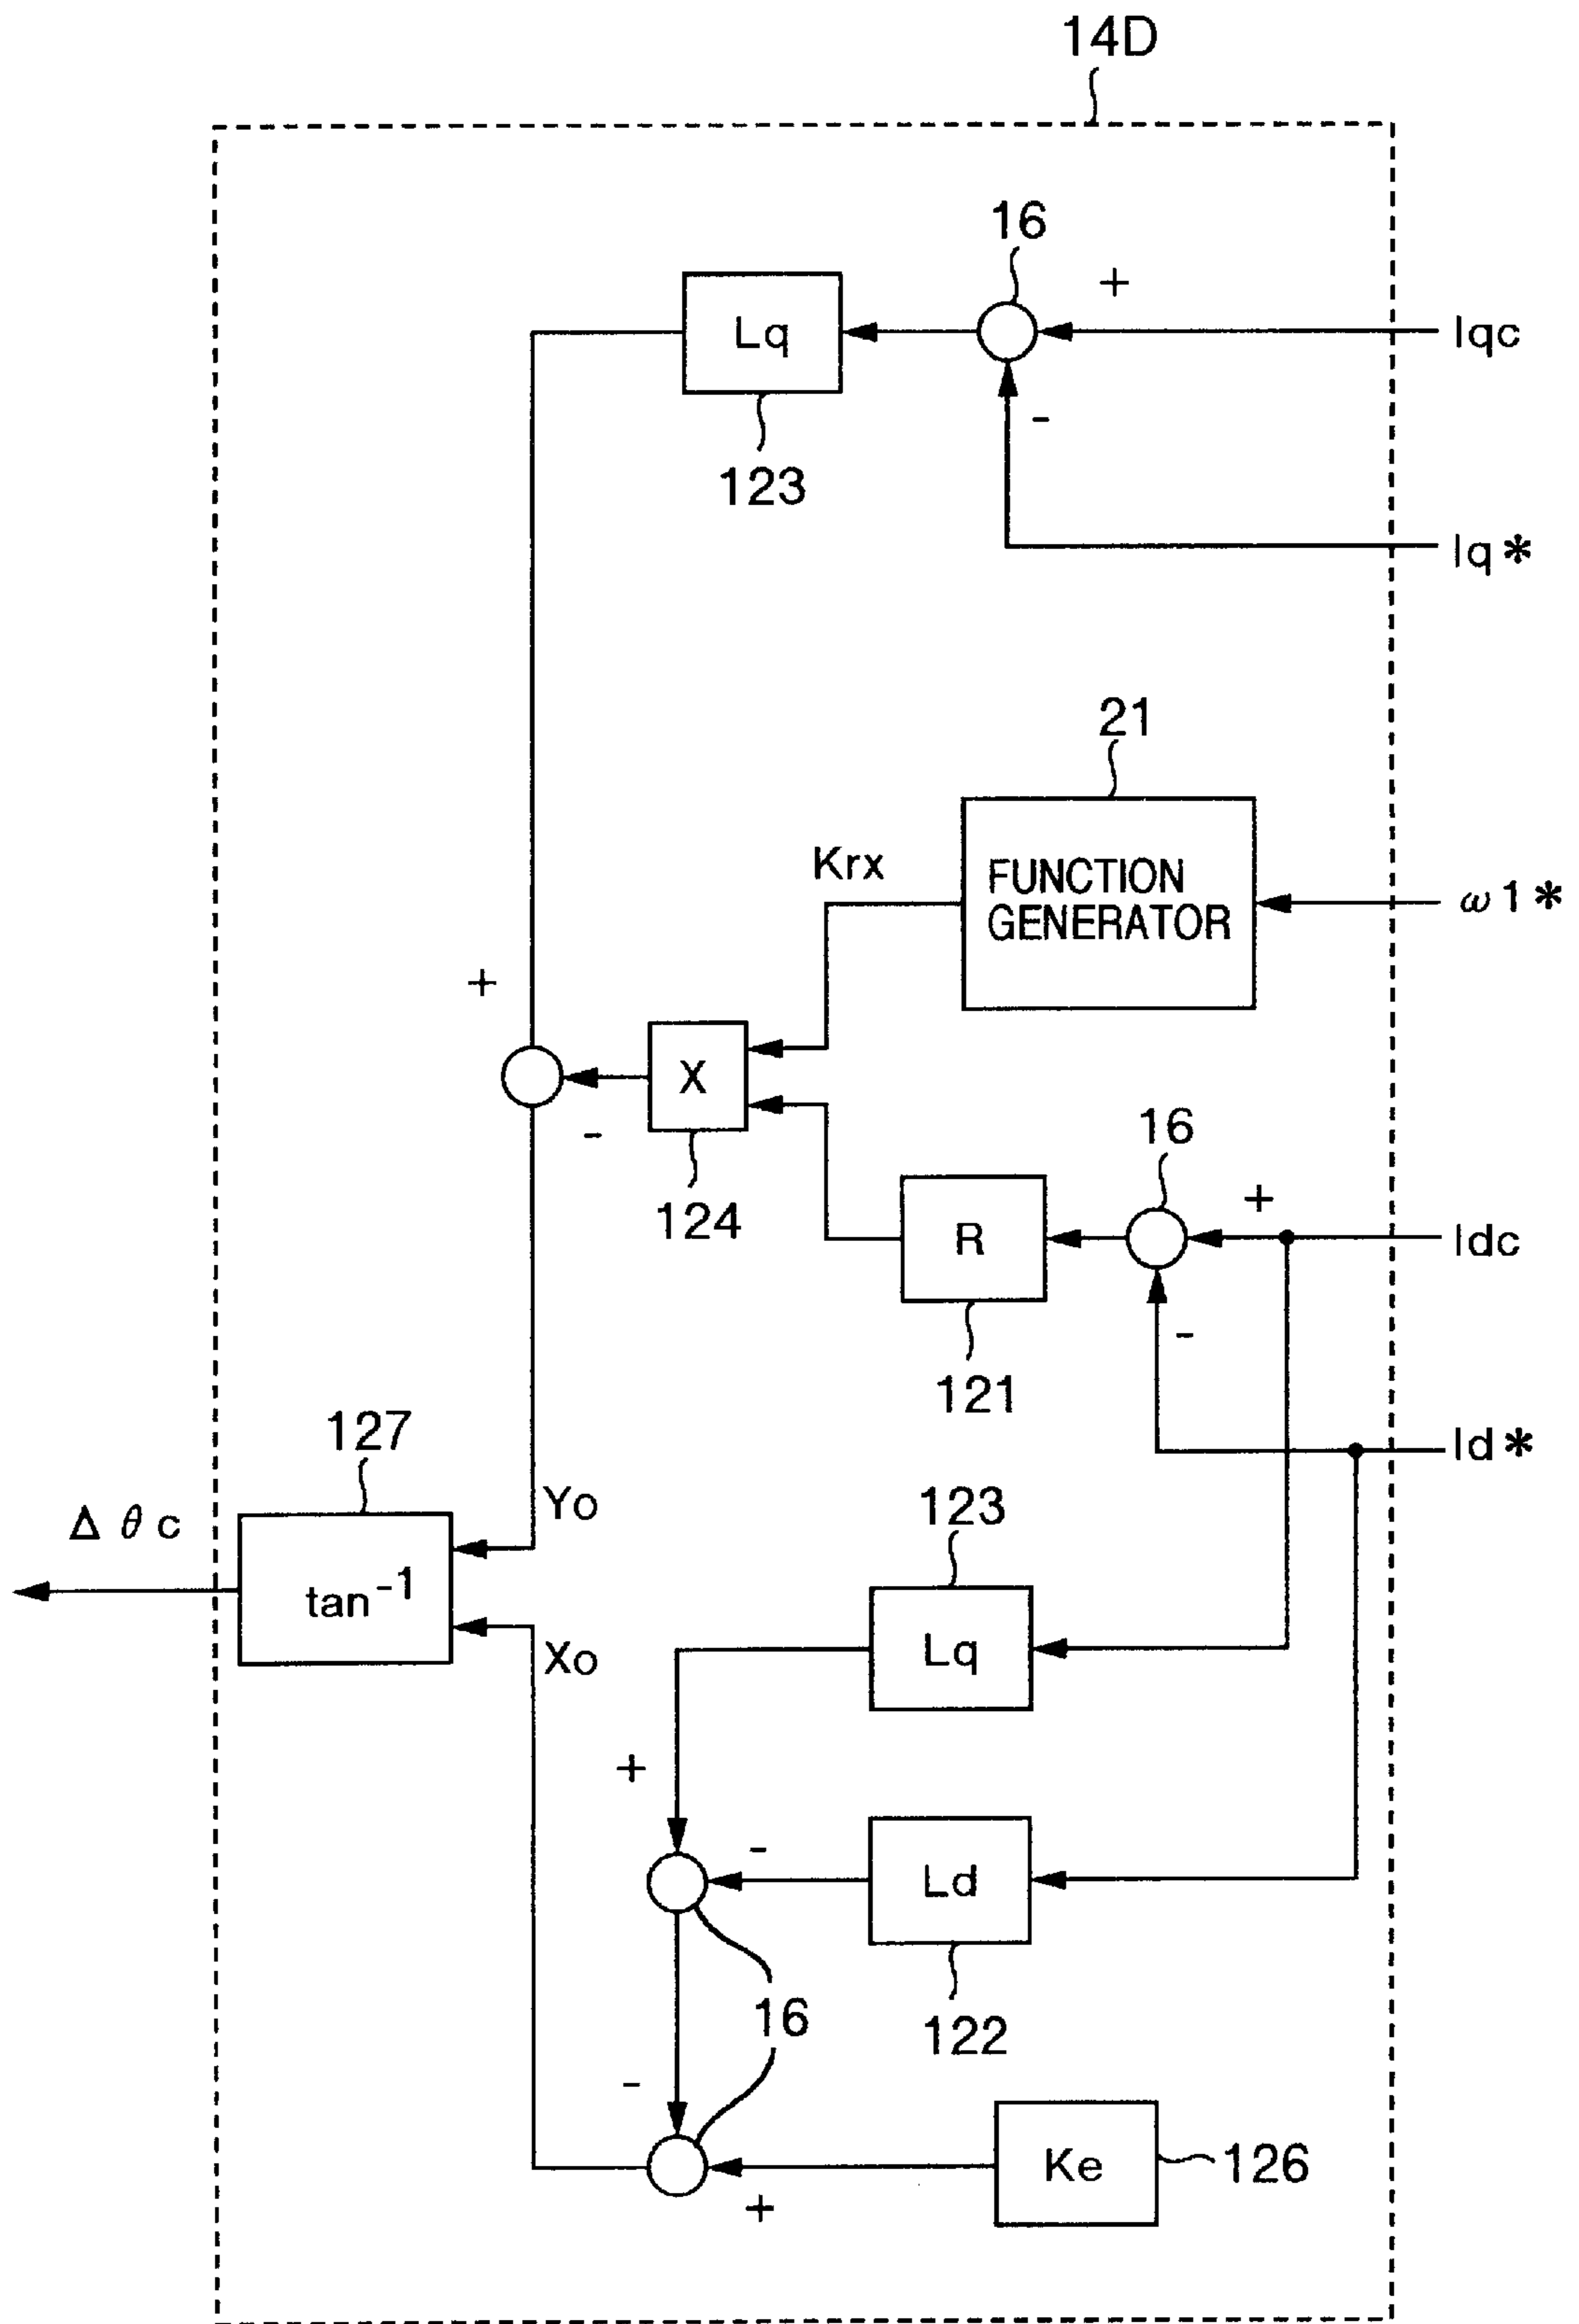 14D
16
+
Lq
Iqc
-
123
Iq*
21
Krx
FUNCTION
GENERATOR
ω1*
+
X
-
16
124
+
R
Idc
-
121
127
Id*
Yo
123
Δθc
tan-1
Lq
Xo
+
-
Ld
16
122
-
Ke
126
+